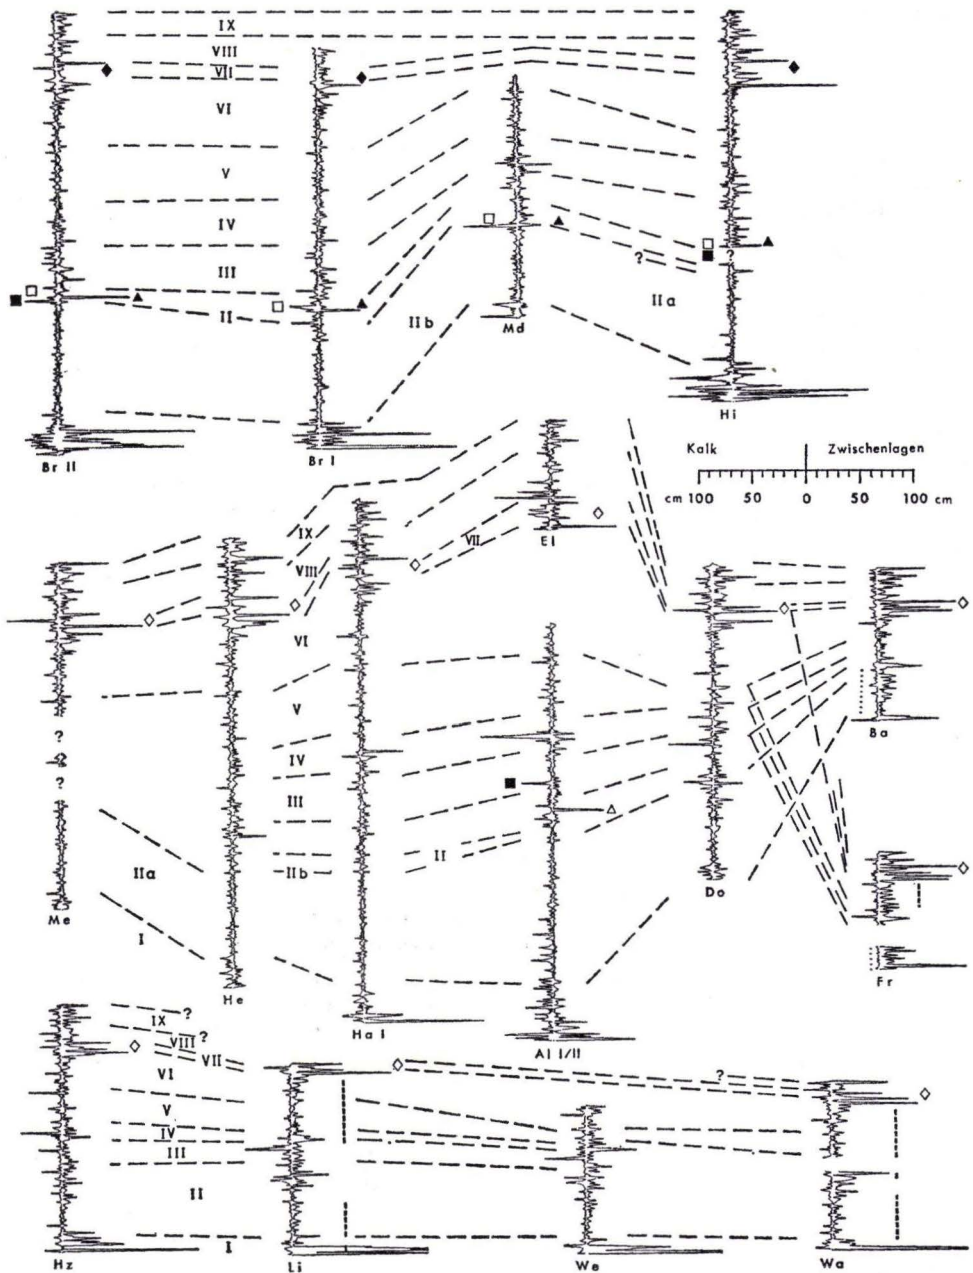 IX
VIII
VII
VI
V
IV
III
II
II b
II a
?
?
Br II
Br I
Md
Hi
Kalk Zwischenlagen
cm 100 50 0 50 100 cm
IX
VIII
VII
VI
V
IV
III
II
IIb
IIa
I
?
?
Me
He
Ha I
El
Al I/II
Do
Ba
Fr
IX ?
VIII ?
VII
VI
V
IV
III
II
I
?
Hz
Li
We
Wa